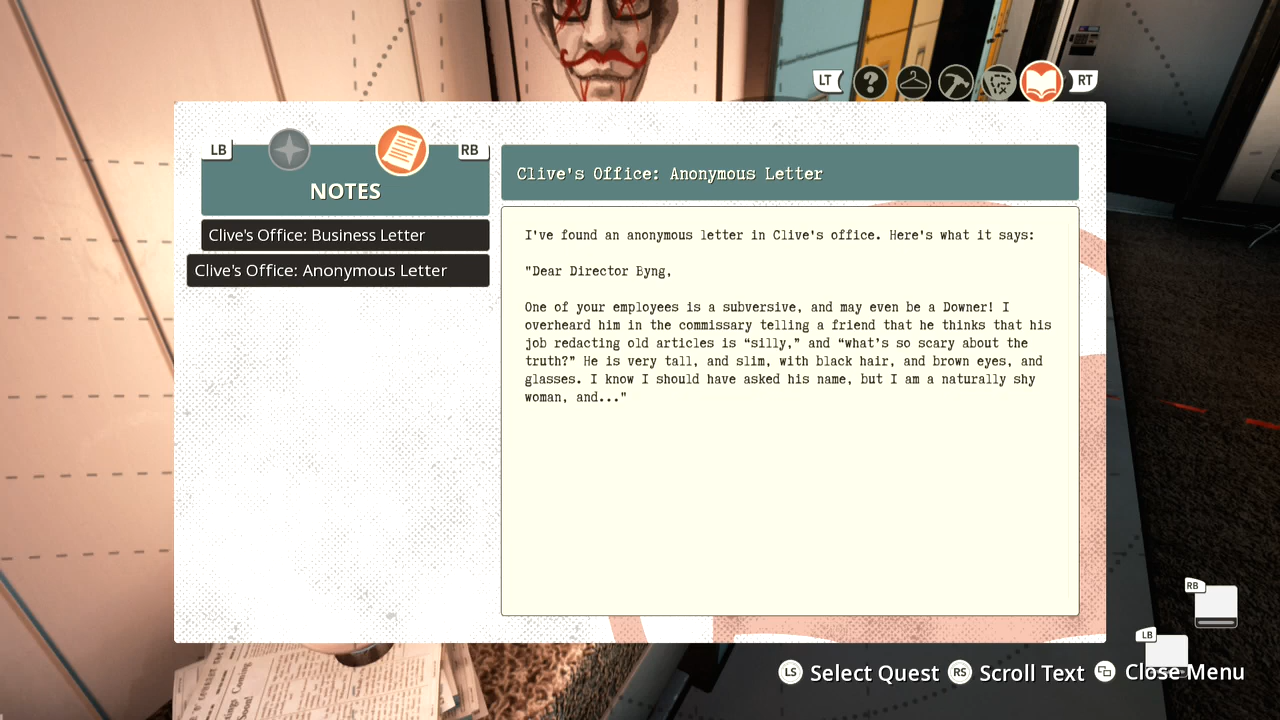 LT
?
RT
LB
RB
NOTES
Clive's Office: Business Letter
Clive's Office: Anonymous Letter
Clive's Office: Anonymous Letter
I've found an anonymous letter in Clive's office. Here's what it says:
"Dear Director Byng,
One of your employees is a subversive, and may even be a Downer! I
overheard him in the commissary telling a friend that he thinks that his
job redacting old articles is “silly,” and “what's so scary about the
truth?” He is very tall, and slim, with black hair, and brown eyes, and
glasses. I know I should have asked his name, but I am a naturally shy
woman, and..."
RB
LB
LS Select Quest RS Scroll Text Close Menu